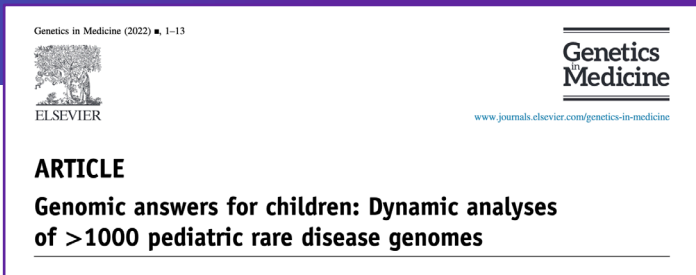 Genetics in Medicine (2022) ■, 1–13
ELSEVIER
Genetics
in
Medicine
www.journals.elsevier.com/genetics-in-medicine
ARTICLE
Genomic answers for children: Dynamic analyses
of >1000 pediatric rare disease genomes